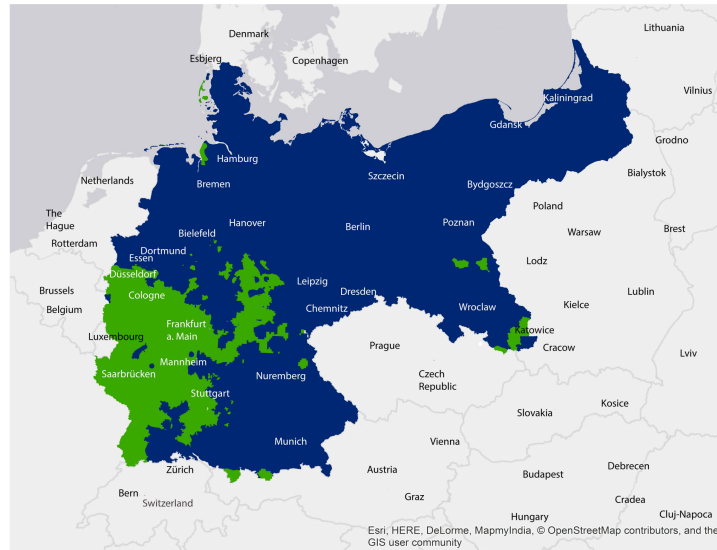 Lithuania
Denmark
Esbjerg
Copenhagen
Vilnius
Kaliningrad
Gdansk
Grodno
Hamburg
Szczecin
Bialystok
Netherlands
Bremen
Bydgoszcz
Poland
The
Hague
Bielefeld
Hanover
Berlin
Poznan
Warsaw
Brest
Rotterdam
Dortmund
Essen
Lodz
Düsseldorf
Leipzig
Brussels
Cologne
Dresden
Lublin
Belgium
Chemnitz
Wroclaw
Kielce
Luxembourg
Frankfurt
a. Main
Katowice
Prague
Cracow
Lviv
Mannheim
Saarbrücken
Nuremberg
Czech
Republic
Stuttgart
Kosice
Slovakia
Munich
Vienna
Zürich
Austria
Budapest
Debrecen
Bern
Switzerland
Graz
Cradea
Hungary
Cluj-Napoca
Esri, HERE, DeLorme, MapmyIndia, © OpenStreetMap contributors, and the
GIS user community